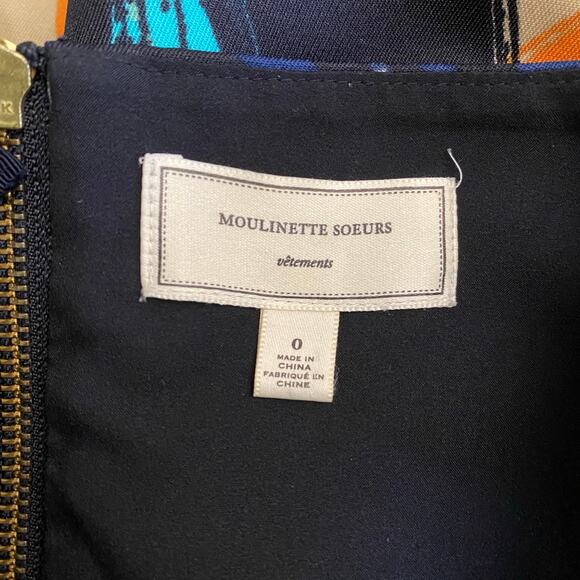 MOULINETTE SOEURS
vêtements
0
MADE IN
CHINA
FABRIQUÉ EN
CHINE